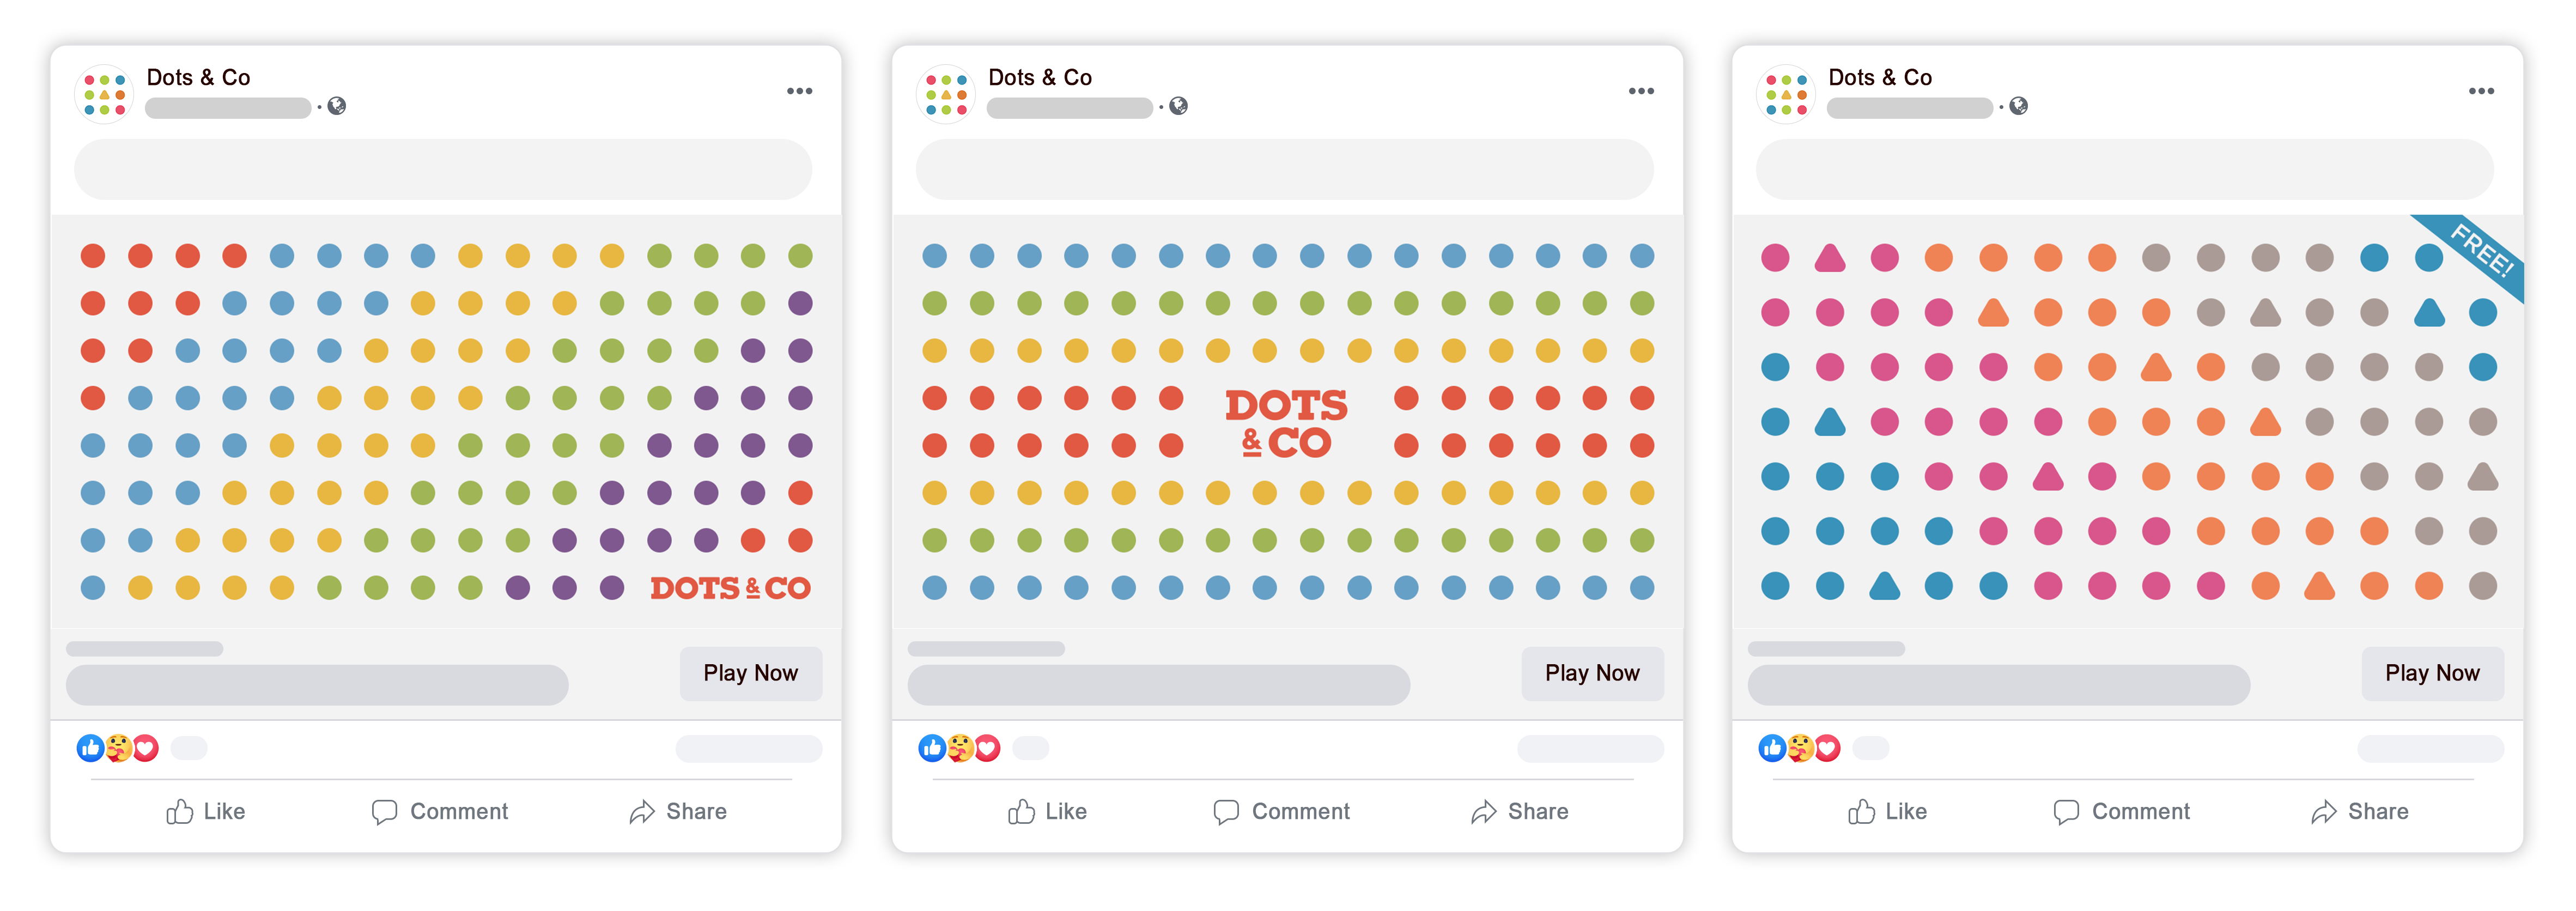 Dots & Co
DOTS & CO
Play Now
Like
Comment
Share
Dots & Co
DOTS
& CO
Play Now
Like
Comment
Share
Dots & Co
FREE!
Play Now
Like
Comment
Share